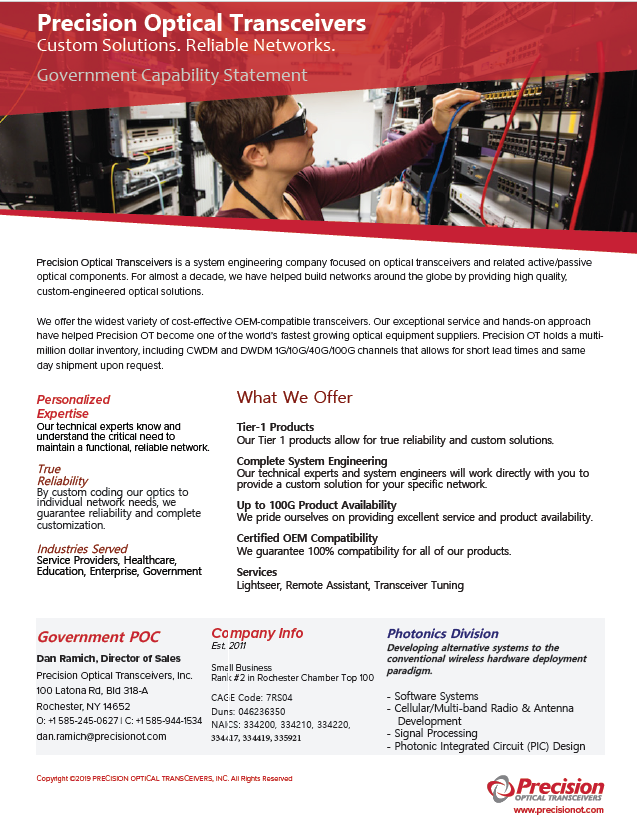 Precision Optical Transceivers
Custom Solutions. Reliable Networks.
Government Capability Statement
Precision Optical Transceivers is a system engineering company focused on optical transceivers and related active/passive
optical components. For almost a decade, we have helped build networks around the globe by providing high quality,
custom-engineered optical solutions.
We offer the widest variety of cost-effective OEM-compatible transceivers. Our exceptional service and hands-on approach
have helped Precision OT become one of the world's fastest growing optical equipment suppliers. Precision OT holds a multi-
million dollar inventory, including CWDM and DWDM 1G/10G/40G/100G channels that allows for short lead times and same
day shipment upon request.
Personalized
Expertise
Our technical experts know and
understand the critical need to
maintain a functional, reliable network.
True
Reliability
By custom coding our optics to
individual network needs, we
guarantee reliability and complete
customization.
Industries Served
Service Providers, Healthcare,
Education, Enterprise, Government
What We Offer
Tier-1 Products
Our Tier 1 products allow for true reliability and custom solutions.
Complete System Engineering
Our technical experts and system engineers will work directly with you to
provide a custom solution for your specific network.
Up to 100G Product Availability
We pride ourselves on providing excellent service and product availability.
Certified OEM Compatibility
We guarantee 100% compatibility for all of our products.
Services
Lightseer, Remote Assistant, Transceiver Tuning
Government POC
Dan Ramich, Director of Sales
Precision Optical Transceivers, Inc.
100 Latona Rd, Bld 318-A
Rochester, NY 14652
O: +1 585-245-0627 | C: +1 585-944-1534
dan.ramich@precisionot.com
Company Info
Est. 2011
Small Business
Rank #2 in Rochester Chamber Top 100
CAGE Code: 7RS04
Duns: 046236350
NAICS: 334200, 334210, 334220,
334417, 334419, 335921
Photonics Division
Developing alternative systems to the
conventional wireless hardware deployment
paradigm.
- Software Systems
- Cellular/Multi-band Radio & Antenna
Development
- Signal Processing
- Photonic Integrated Circuit (PIC) Design
Copyright ©2019 PRECISION OPTICAL TRANSCEIVERS, INC. All Rights Reserved
Precision
OPTICAL TRANSCEIVERS
www.precisionot.com